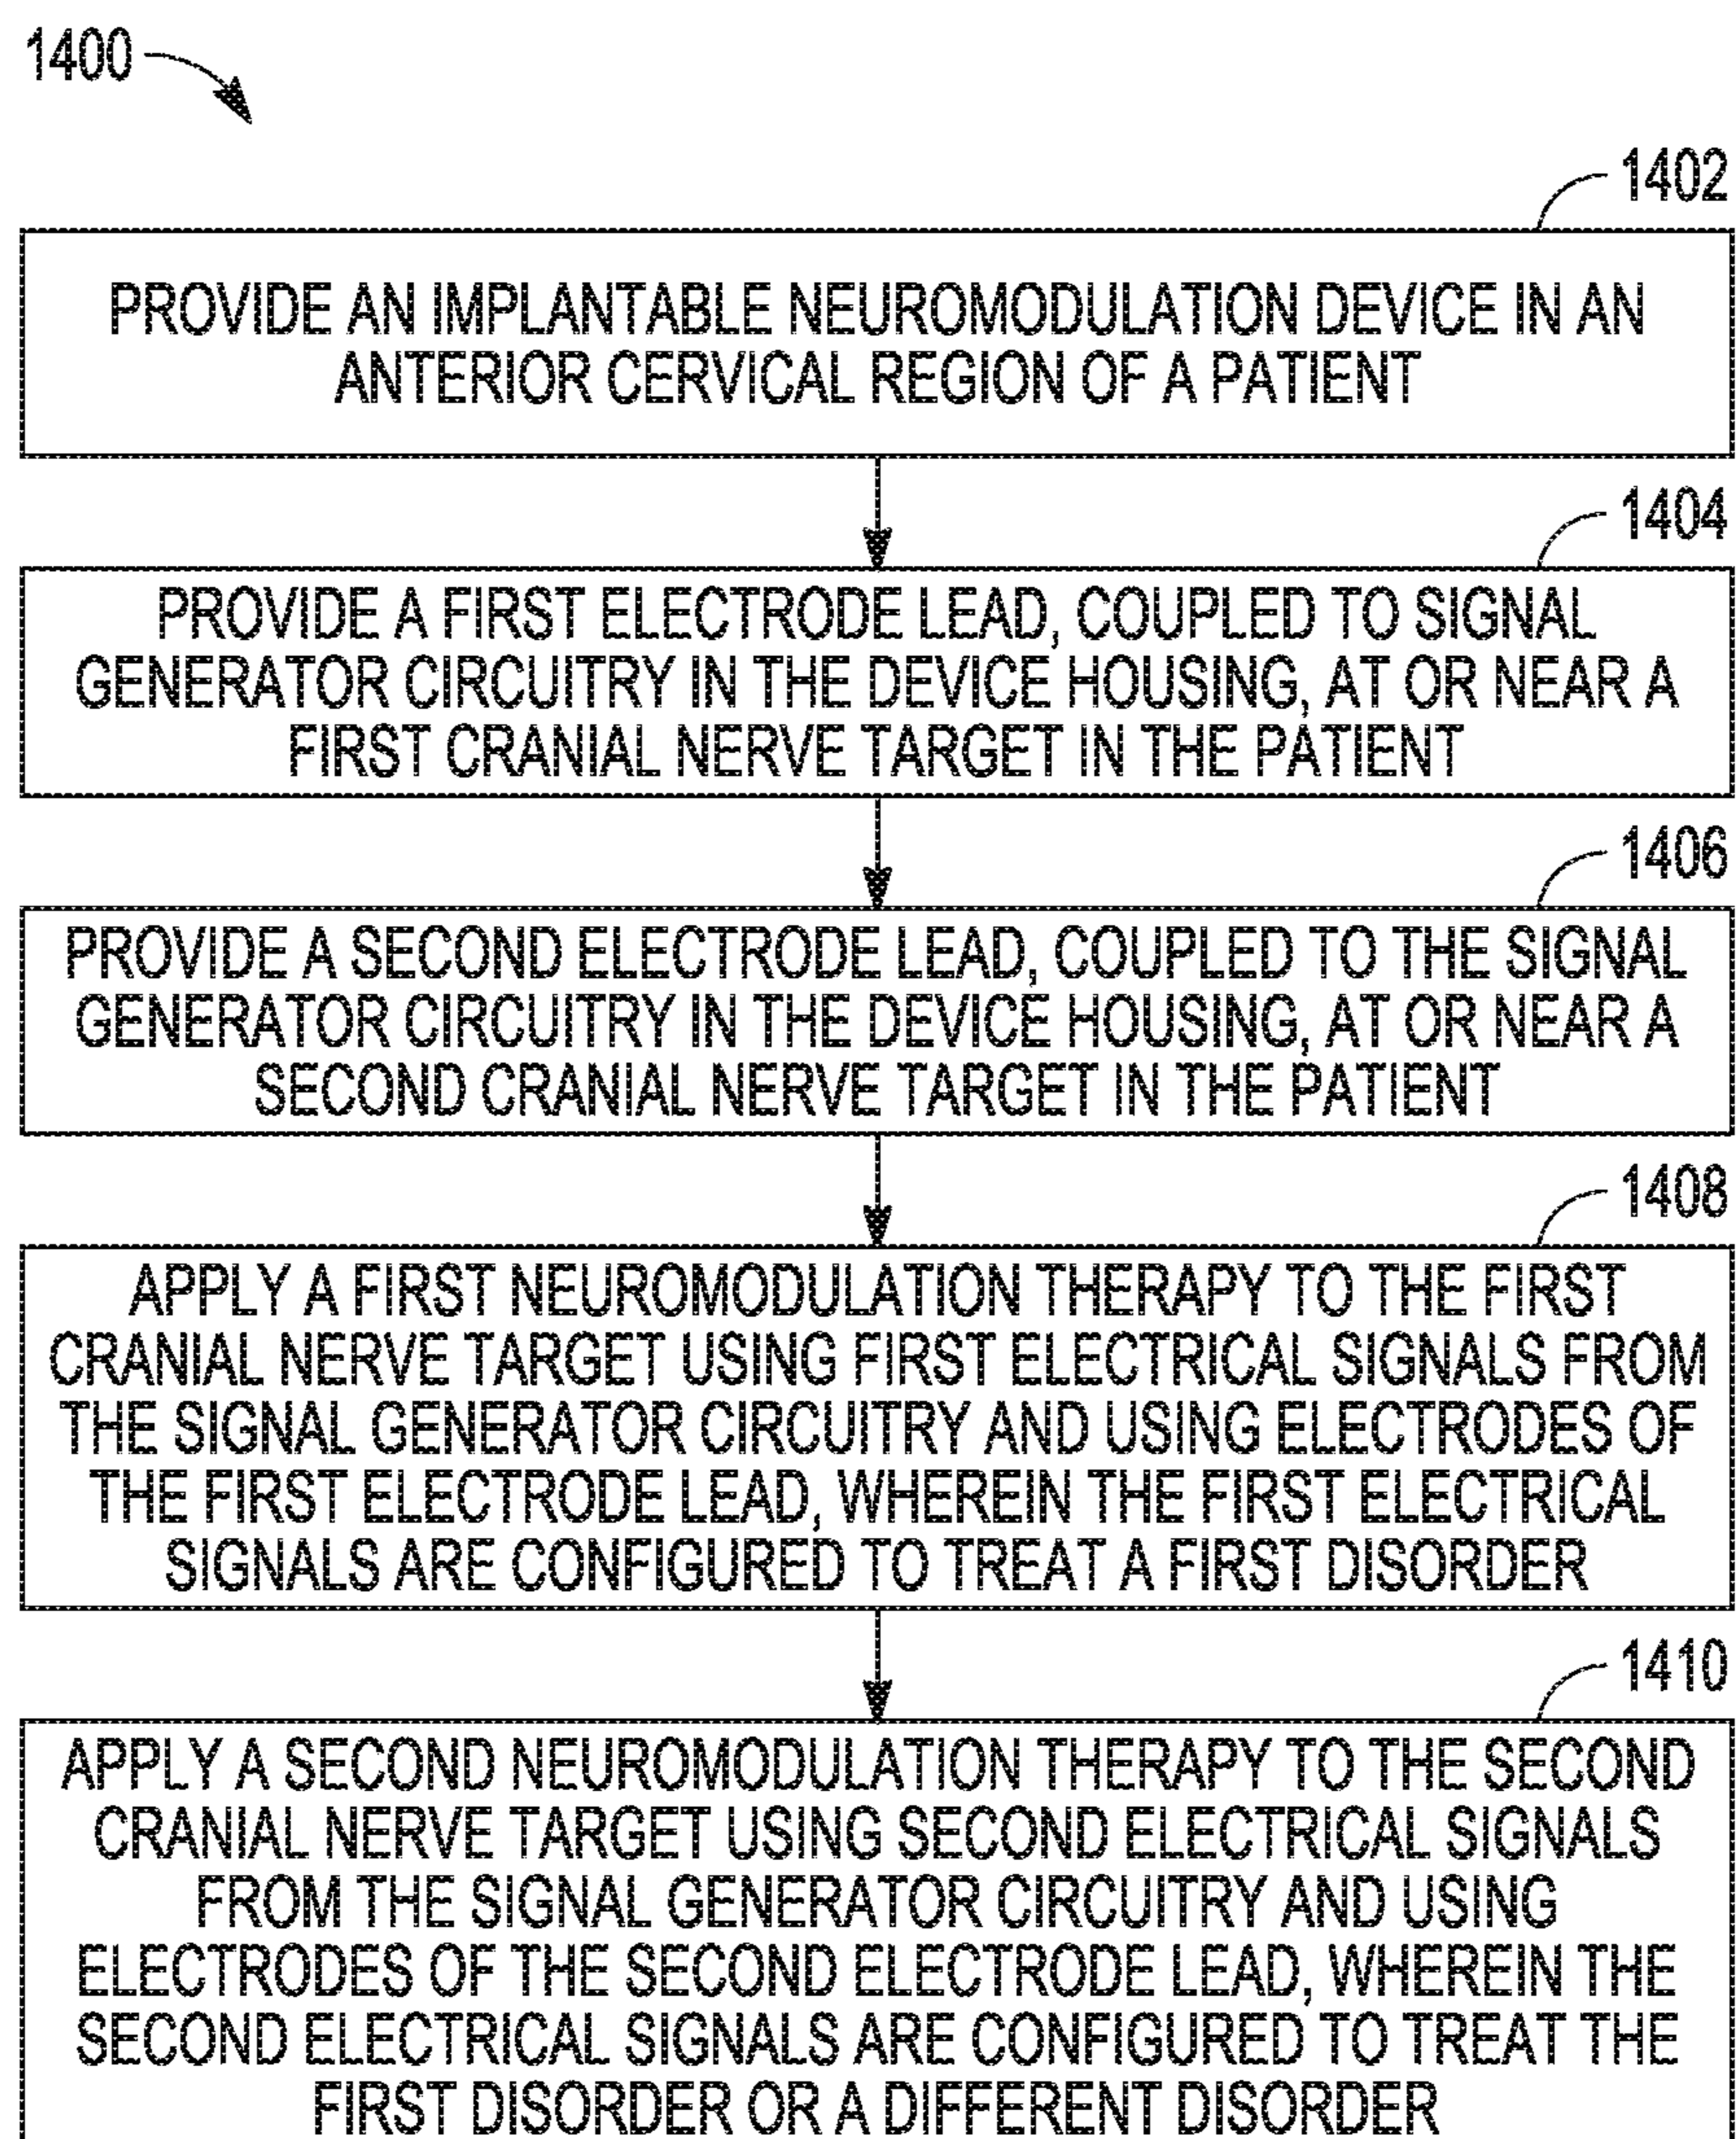 1400
1402
PROVIDE AN IMPLANTABLE NEUROMODULATION DEVICE IN AN
ANTERIOR CERVICAL REGION OF A PATIENT
1404
PROVIDE A FIRST ELECTRODE LEAD, COUPLED TO SIGNAL
GENERATOR CIRCUITRY IN THE DEVICE HOUSING, AT OR NEAR A
FIRST CRANIAL NERVE TARGET IN THE PATIENT
1406
PROVIDE A SECOND ELECTRODE LEAD, COUPLED TO THE SIGNAL
GENERATOR CIRCUITRY IN THE DEVICE HOUSING, AT OR NEAR A
SECOND CRANIAL NERVE TARGET IN THE PATIENT
1408
APPLY A FIRST NEUROMODULATION THERAPY TO THE FIRST
CRANIAL NERVE TARGET USING FIRST ELECTRICAL SIGNALS FROM
THE SIGNAL GENERATOR CIRCUITRY AND USING ELECTRODES OF
THE FIRST ELECTRODE LEAD, WHEREIN THE FIRST ELECTRICAL
SIGNALS ARE CONFIGURED TO TREAT A FIRST DISORDER
1410
APPLY A SECOND NEUROMODULATION THERAPY TO THE SECOND
CRANIAL NERVE TARGET USING SECOND ELECTRICAL SIGNALS
FROM THE SIGNAL GENERATOR CIRCUITRY AND USING
ELECTRODES OF THE SECOND ELECTRODE LEAD, WHEREIN THE
SECOND ELECTRICAL SIGNALS ARE CONFIGURED TO TREAT THE
FIRST DISORDER OR A DIFFERENT DISORDER